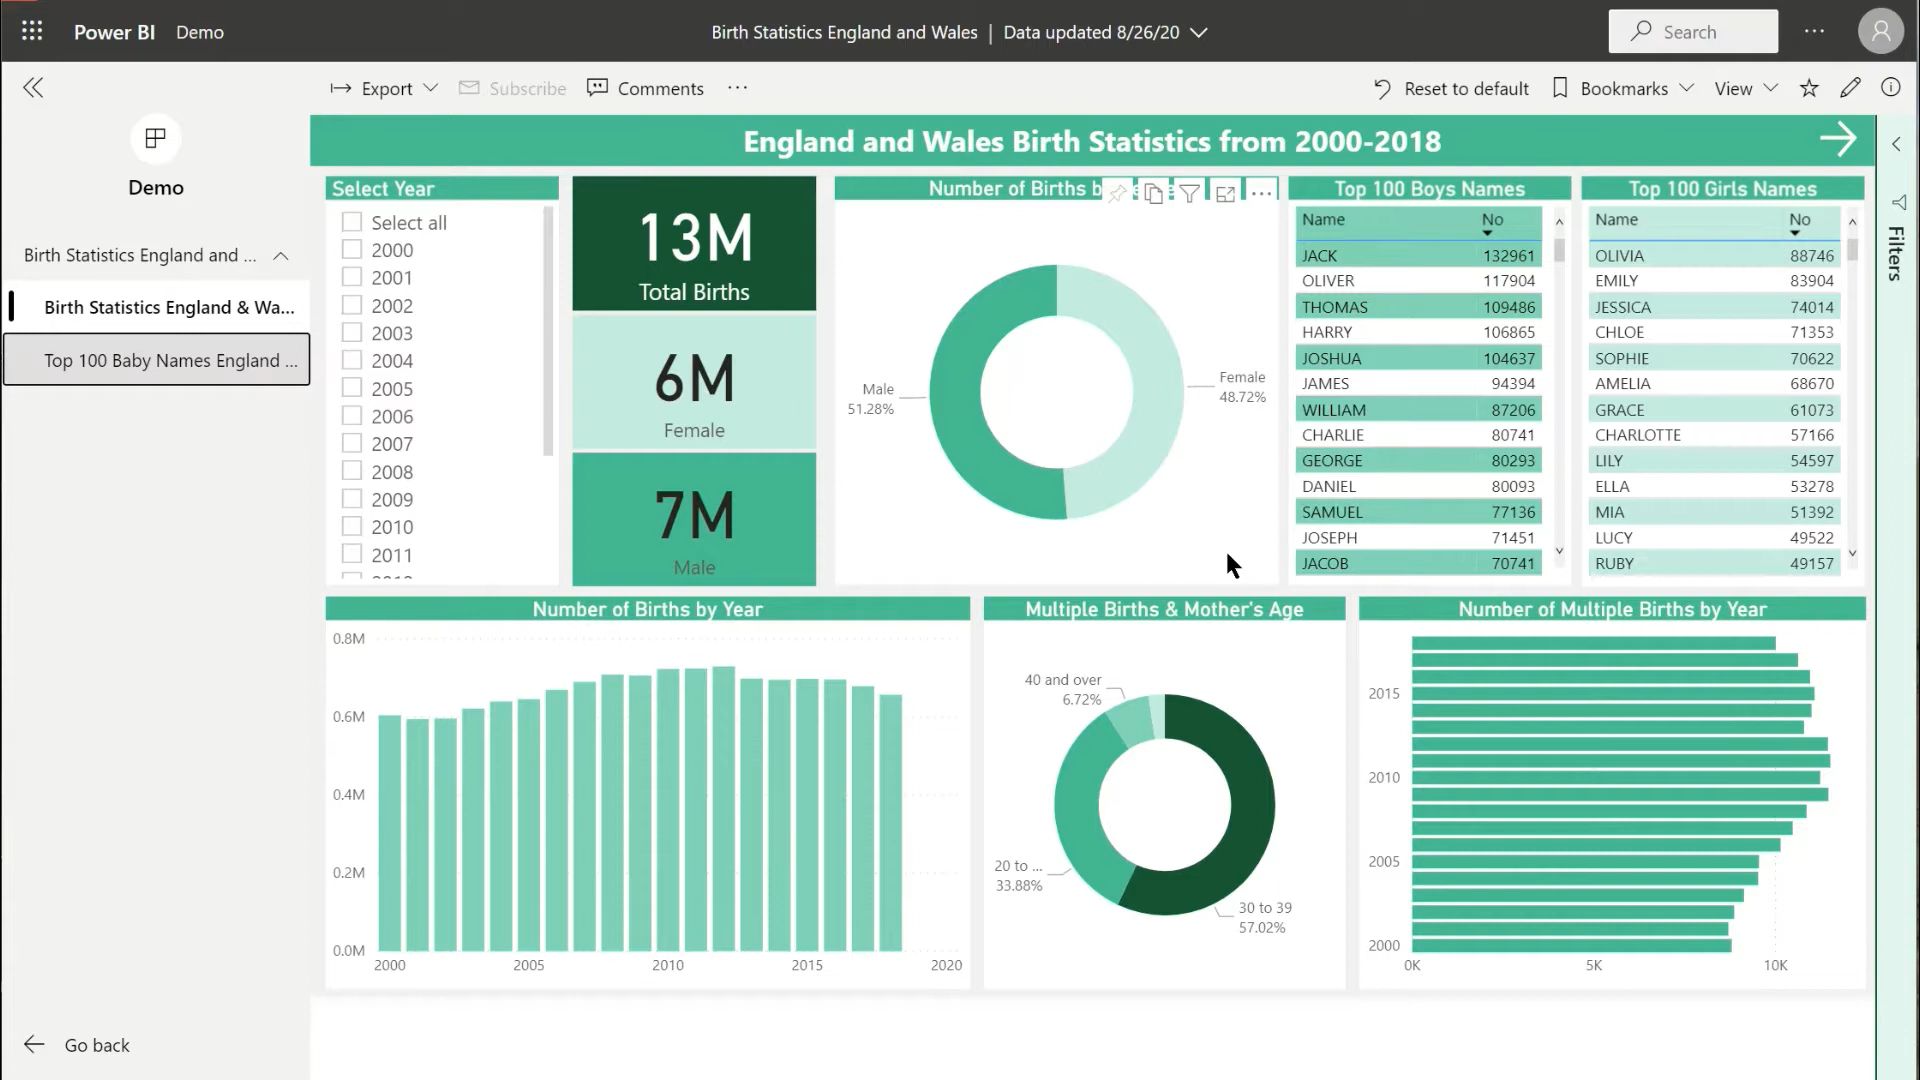 Power BI Demo
Birth Statistics England and Wales | Data updated 8/26/20
Search
Export Subscribe Comments
Reset to default Bookmarks View
Demo
Birth Statistics England and ...
Birth Statistics England & Wa...
Top 100 Baby Names England ...
Go back
England and Wales Birth Statistics from 2000-2018
Select Year
Select all
2000
2001
2002
2003
2004
2005
2006
2007
2008
2009
2010
2011
13M
Total Births
6M
Female
7M
Male
Number of Births
Male
51.28%
Female
48.72%
Top 100 Boys Names
Name No
JACK 132961
OLIVER 117904
THOMAS 109486
HARRY 106865
JOSHUA 104637
JAMES 94394
WILLIAM 87206
CHARLIE 80741
GEORGE 80293
DANIEL 80093
SAMUEL 77136
JOSEPH 71451
JACOB 70741
Top 100 Girls Names
Name No
OLIVIA 88746
EMILY 83904
JESSICA 74014
CHLOE 71353
SOPHIE 70622
AMELIA 68670
GRACE 61073
CHARLOTTE 57166
LILY 54597
ELLA 53278
MIA 51392
LUCY 49522
RUBY 49157
Filters
Number of Births by Year
0.8M
0.6M
0.4M
0.2M
0.0M
2000 2005 2010 2015 2020
Multiple Births & Mother's Age
40 and over
6.72%
20 to ...
33.88%
30 to 39
57.02%
Number of Multiple Births by Year
2015
2010
2005
2000
0K 5K 10K